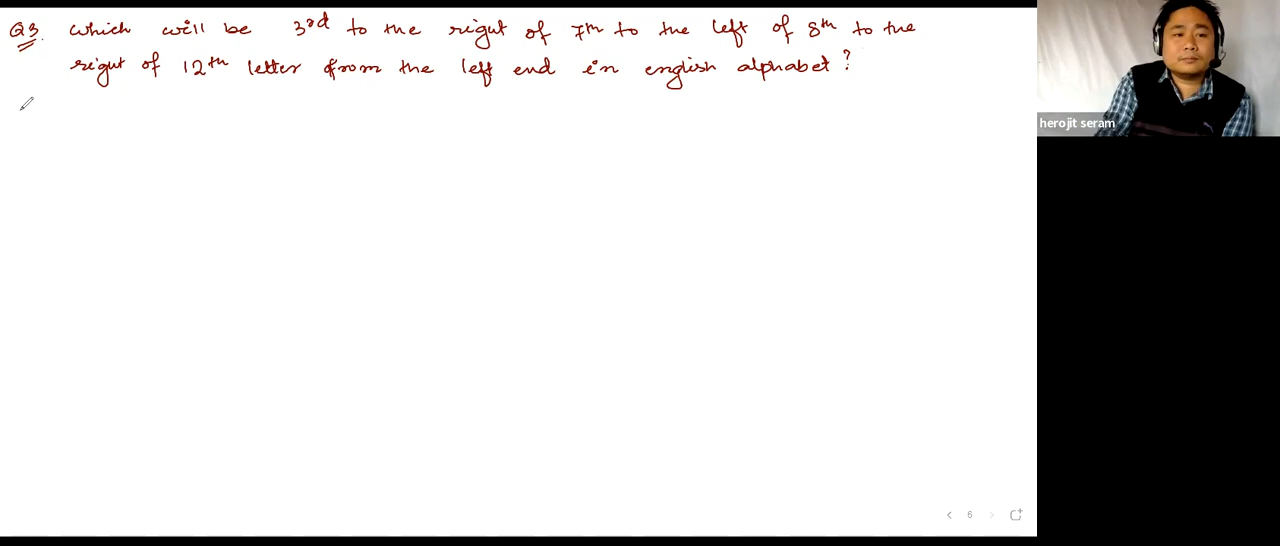 Q3. Which will be 3rd to the right of 7th to the left of 8th to the
right of 12th letter from the left end in english alphabet?
herojit seram
6